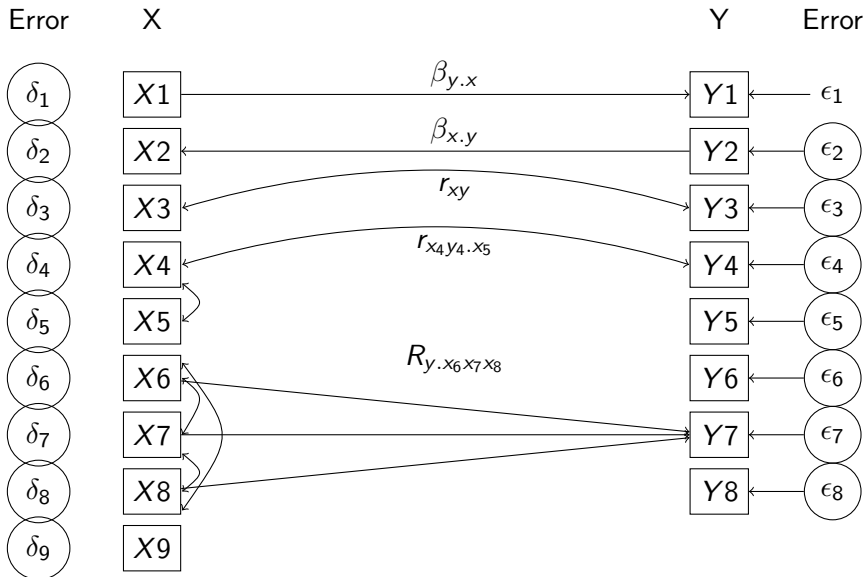 Error X Y Error
δ₁ X1 β_{y.x} Y1 ϵ₁
δ₂ X2 β_{x.y} Y2 ϵ₂
δ₃ X3 r_{xy} Y3 ϵ₃
δ₄ X4 r_{x₄y₄.x₅} Y4 ϵ₄
δ₅ X5 Y5 ϵ₅
δ₆ X6 R_{y.x₆x₇x₈} Y6 ϵ₆
δ₇ X7 Y7 ϵ₇
δ₈ X8 Y8 ϵ₈
δ₉ X9